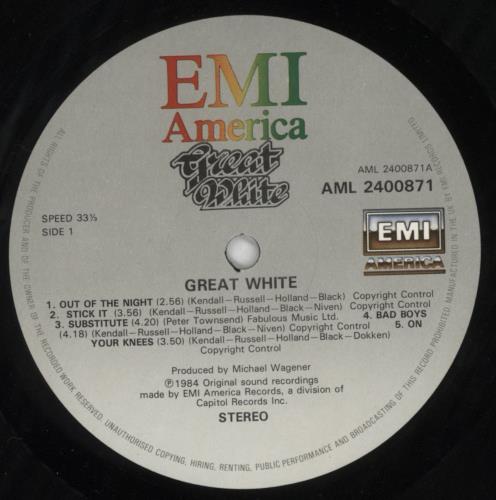 EMI
America
Great
White
AML 2400871A
AML 2400871
SPEED 33⅓
SIDE 1
EMI
AMERICA
GREAT WHITE
1. OUT OF THE NIGHT (2.56) (Kendall—Russell—Holland—Black) Copyright Control
2. STICK IT (3.56) (Kendall—Russell—Holland—Black—Niven) Copyright Control
3. SUBSTITUTE (4.20) (Peter Townsend) Fabulous Music Ltd. 4. BAD BOYS
(4.18) (Kendall—Russell—Holland—Black—Niven) Copyright Control 5. ON
YOUR KNEES (3.50) (Kendall—Russell—Holland—Black—Dokken)
Copyright Control
Produced by Michael Wagener
Ⓟ1984 Original sound recordings
made by EMI America Records, a division of
Capitol Records Inc.
STEREO
ALL RIGHTS OF THE PRODUCER AND OF THE OWNER OF THE RECORDED WORK RESERVED. UNAUTHORISED COPYING, HIRING, RENTING, PUBLIC PERFORMANCE AND BROADCASTING OF THIS RECORD PROHIBITED. MANUFACTURED IN THE UK BY EMI RECORDS LIMITED